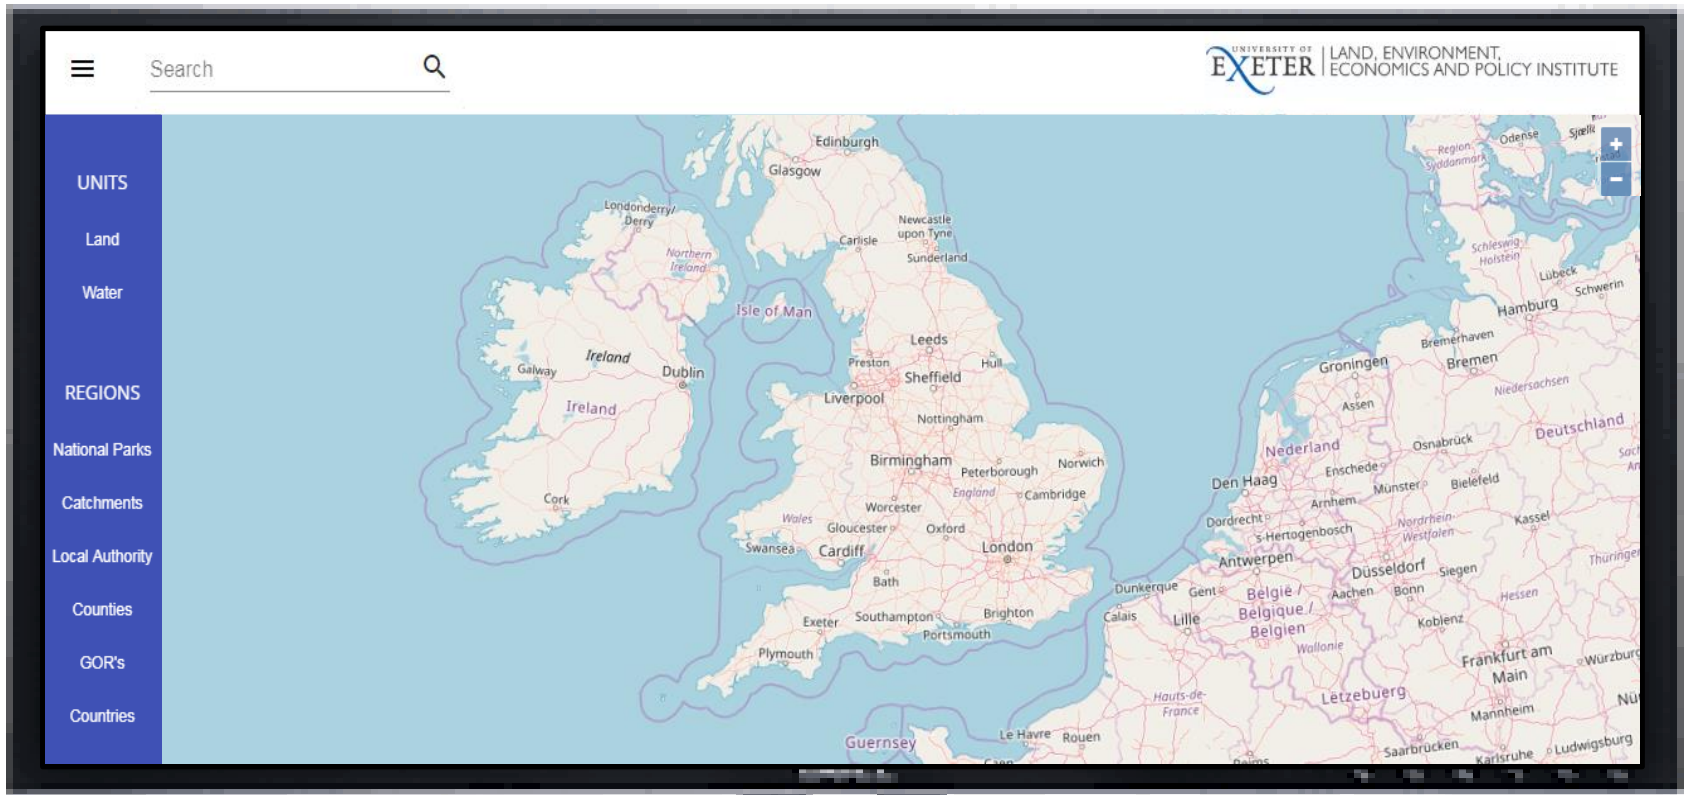 Search
UNIVERSITY OF
EXETER
LAND, ENVIRONMENT,
ECONOMICS AND POLICY INSTITUTE
UNITS
Land
Water
REGIONS
National Parks
Catchments
Local Authority
Counties
GOR's
Countries
+
−
Edinburgh
Glasgow
Londonderry/
Derry
Northern
Ireland
Newcastle
upon Tyne
Carlisle
Sunderland
Isle of Man
Ireland
Galway
Dublin
Ireland
Cork
Leeds
Preston
Hull
Sheffield
Liverpool
Nottingham
Birmingham
Peterborough
Norwich
England
Cambridge
Worcester
Wales
Gloucester
Oxford
Swansea
Cardiff
London
Bath
Exeter
Southampton
Brighton
Portsmouth
Plymouth
Guernsey
Region
Syddanmark
Odense
Schleswig-
Holstein
Lübeck
Schwerin
Hamburg
Bremerhaven
Bremen
Groningen
Assen
Niedersachsen
Deutschland
Nederland
Osnabrück
Enschede
Den Haag
Arnhem
Münster
Bielefeld
Dordrecht
's-Hertogenbosch
Nordrhein-
Westfalen
Kassel
Antwerpen
Düsseldorf
Siegen
Dunkerque
Gent
België /
Belgique /
Belgien
Aachen
Bonn
Hessen
Calais
Lille
Koblenz
Wallonie
Frankfurt am
Main
Würzburg
Hauts-de-
France
Lëtzebuerg
Mannheim
Le Havre
Rouen
Saarbrücken
Karlsruhe
Ludwigsburg
Caen
Reims